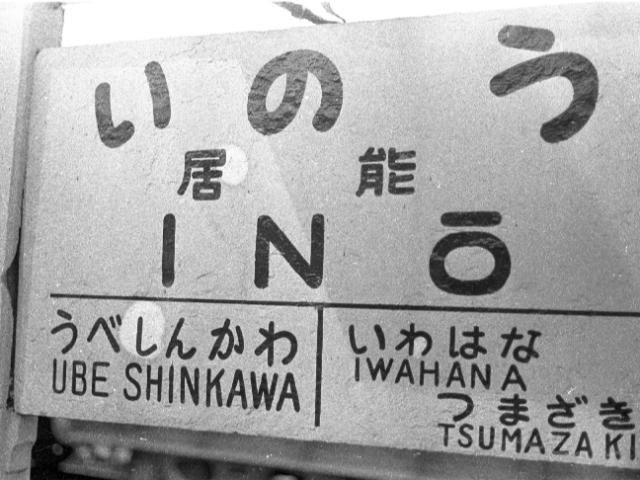 いのう
居能
INŌ
うべしんかわ
UBE SHINKAWA
いわはな
IWAHANA
つまざき
TSUMAZAKI